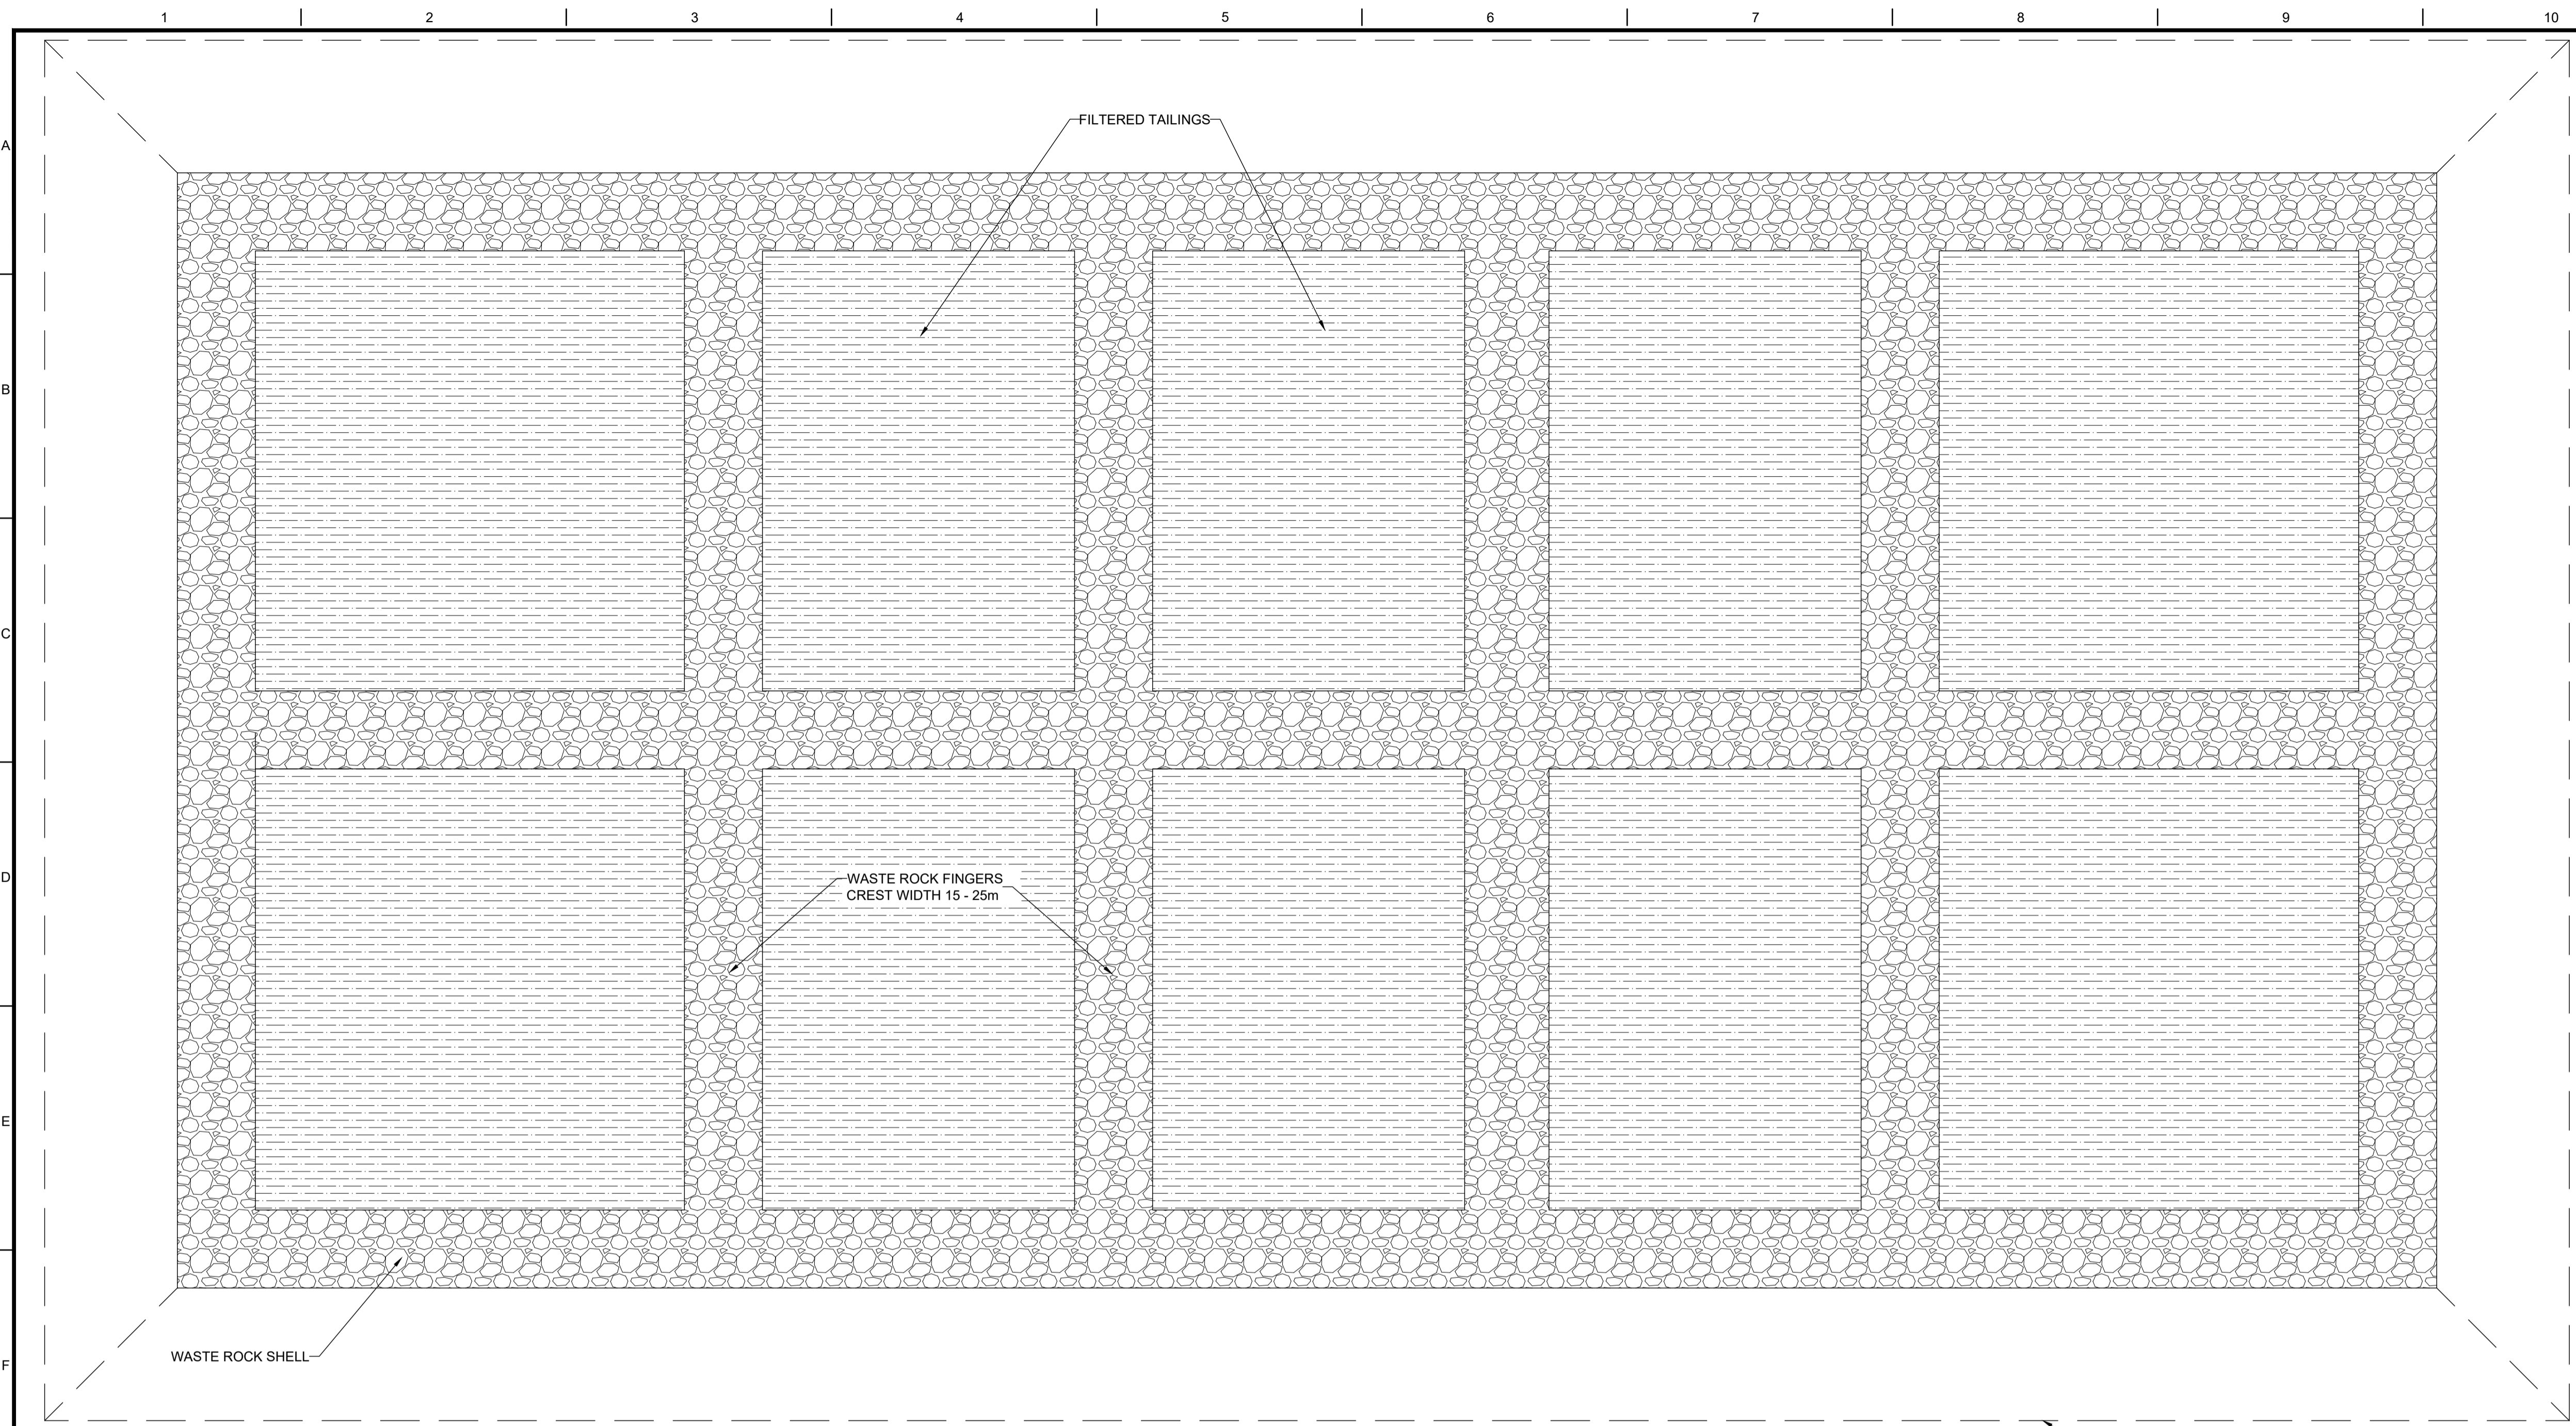 1 2 3 4 5 6 7 8 9 10
A
FILTERED TAILINGS
B
C
D
WASTE ROCK FINGERS
CREST WIDTH 15 - 25m
E
WASTE ROCK SHELL
F